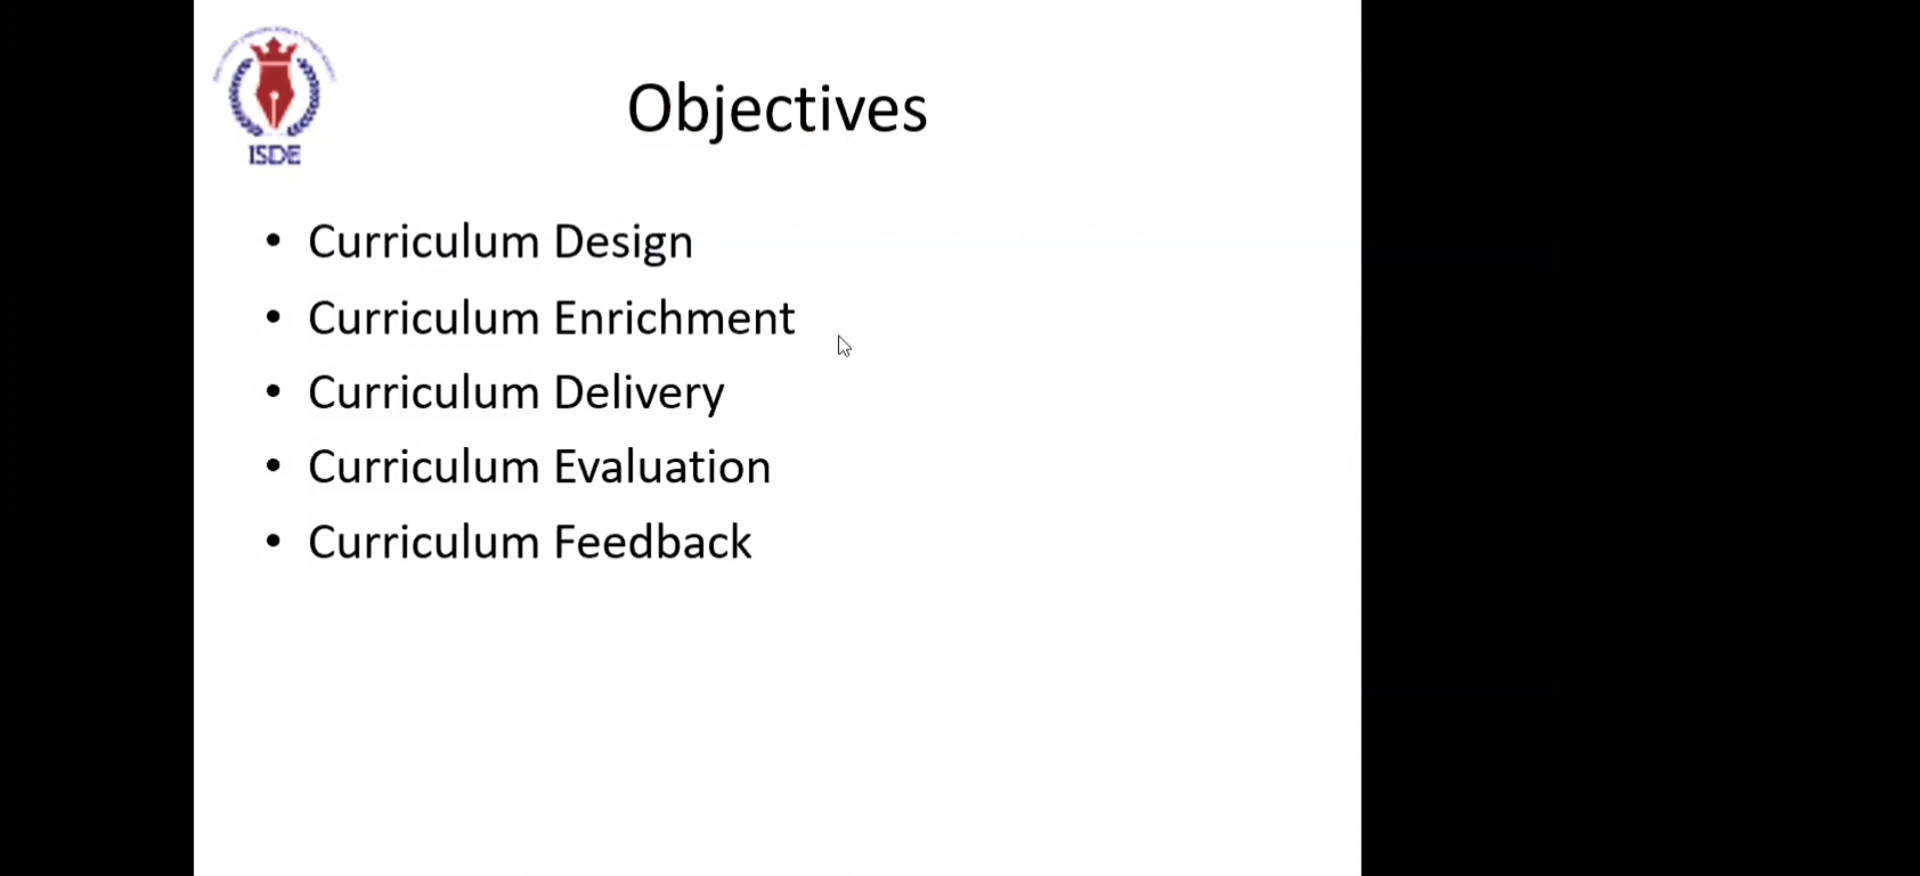 ISDE
Objectives
• Curriculum Design
• Curriculum Enrichment
• Curriculum Delivery
• Curriculum Evaluation
• Curriculum Feedback